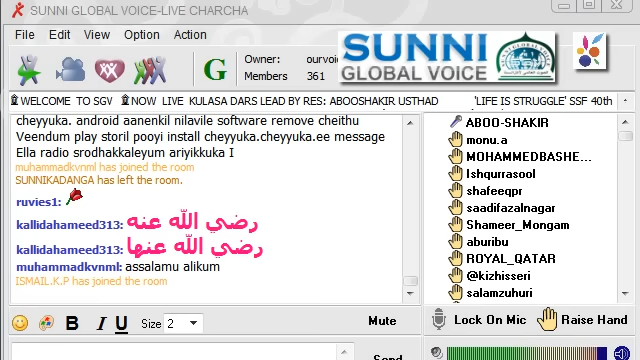 SUNNI GLOBAL VOICE-LIVE CHARCHA
File Edit View Option Action
G
Owner: ourvoi
Members 361
SUNNI
GLOBAL VOICE
WELCOME TO SGV NOW LIVE KULASA DARS LEAD BY RES: ABOOSHAKIR USTHAD 'LIFE IS STRUGGLE' SSF 40th
cheyyuka. android aanenkil nilavile software remove cheithu
Veendum play storil pooyi install cheyyuka.cheyyuka.ee message
Ella radio srodhakkaleyum ariyikkuka I
muhammadkvnml has joined the room
SUNNIKADANGA has left the room.
ruvies1:
kallidahameed313: رضي الله عنه
kallidahameed313: رضي الله عنها
muhammadkvnml: assalamu alikum
ISMAIL.K.P has joined the room
ABOO-SHAKIR
monu.a
MOHAMMEDBASHE...
Ishqurrasool
shafeeqpr
saadifazalnagar
Shameer_Mongam
aburibu
ROYAL_QATAR
@kizhisseri
salamzuhuri
B I U Size 2 Mute
Lock On Mic Raise Hand
Send